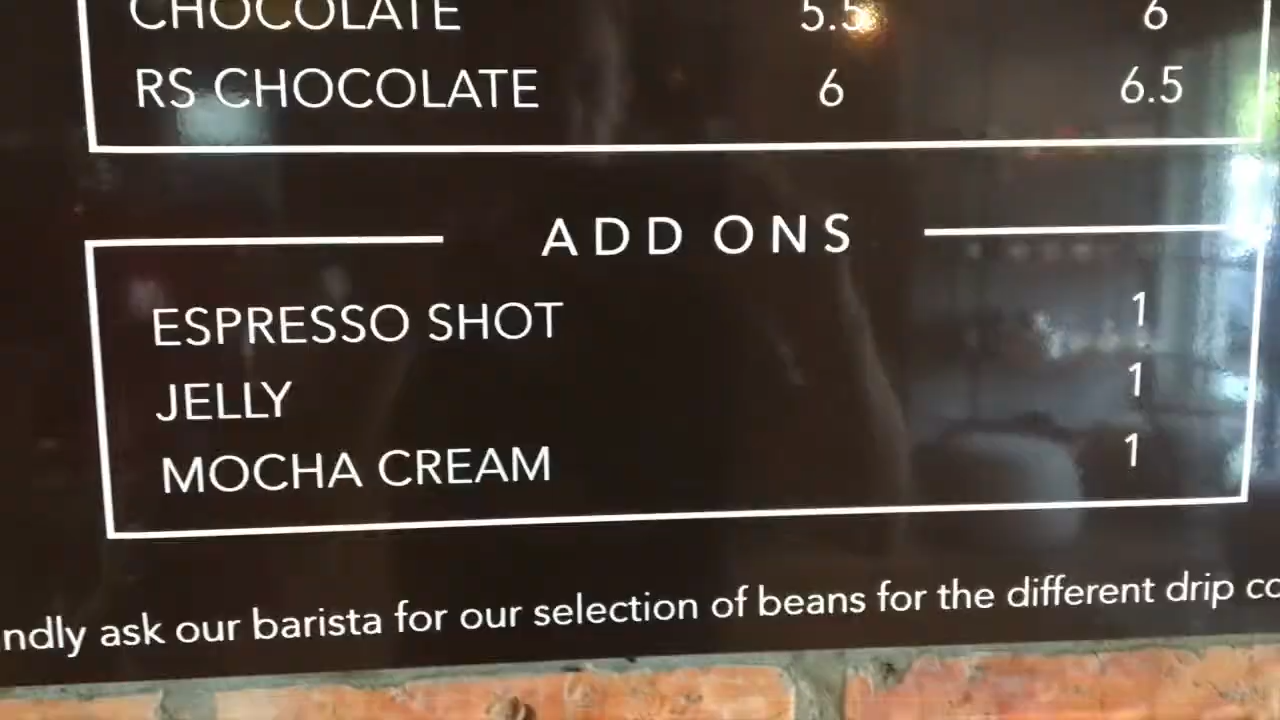 CHOCOLATE 5.5 6
RS CHOCOLATE 6 6.5
ADD ONS
ESPRESSO SHOT 1
JELLY 1
MOCHA CREAM 1
ndly ask our barista for our selection of beans for the different drip co